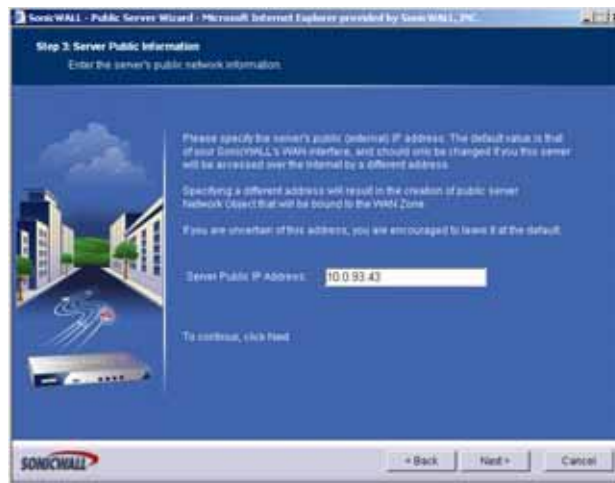 SonicWALL - Public Server Wizard - Microsoft Internet Explorer provided by SonicWALL, INC.
Step 3: Server Public Information
Enter the server's public network information.
Please specify the server's public (external) IP address. The default value is that
of your SonicWALL's WAN interface, and should only be changed if you this server
will be accessed over the Internet by a different address.
Specifying a different address will result in the creation of public server
Network Object that will be bound to the WAN Zone.
If you are uncertain of this address, you are encouraged to leave it at the default.
Server Public IP Address: 10.0.93.43
To continue, click Next
SONICWALL
< Back Next > Cancel